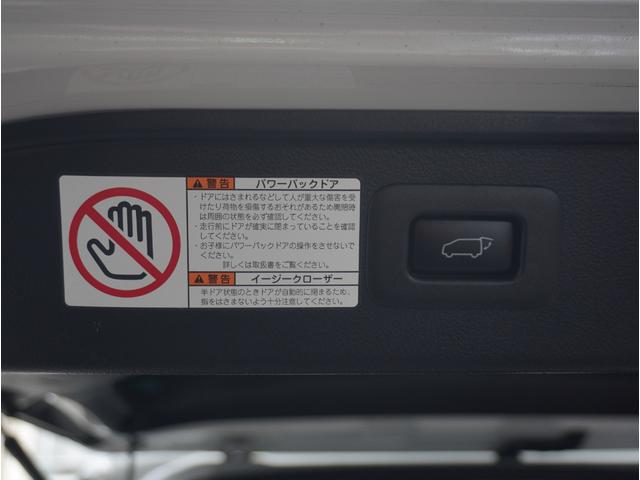 警告 パワーバックドア
・ドアにはさまれるなどして人が重大な傷害を受
けたり荷物を損傷するおそれがあるため開閉時
は周囲の状態を必ず確認してください。
・走行前にドアが確実に閉まっていることを確認
してください。
・お子様にパワーバックドアの操作をさせないで
ください。
詳しくは取扱書をご覧ください。
警告 イージークローザー
半ドア状態のときドアが自動的に閉まるため、
指をはさまないよう十分注意してください。